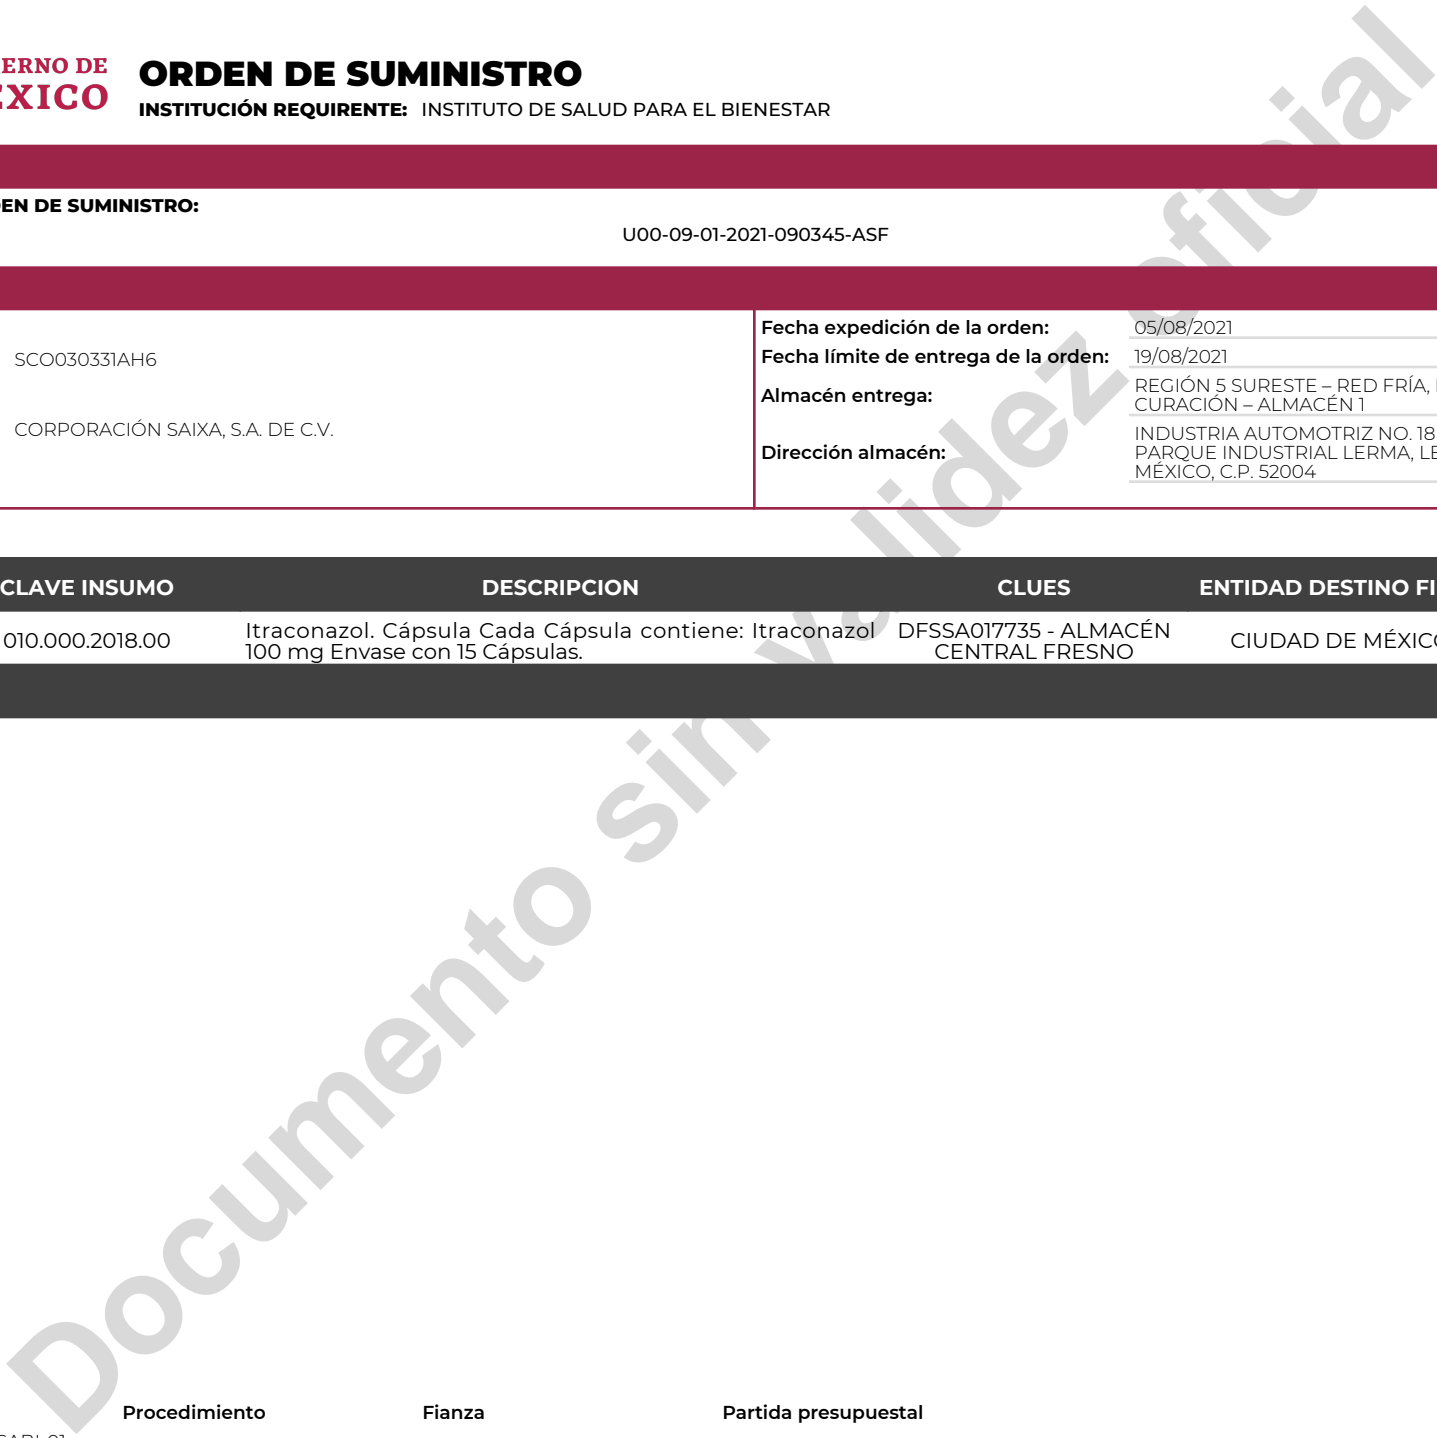 ERNO DE
ÉXICO
ORDEN DE SUMINISTRO
INSTITUCIÓN REQUIRENTE: INSTITUTO DE SALUD PARA EL BIENESTAR
EN DE SUMINISTRO:
U00-09-01-2021-090345-ASF
SCO030331AH6
CORPORACIÓN SAIXA, S.A. DE C.V.
Fecha expedición de la orden: 05/08/2021
Fecha límite de entrega de la orden: 19/08/2021
Almacén entrega: REGIÓN 5 SURESTE – RED FRÍA,
CURACIÓN – ALMACÉN 1
Dirección almacén: INDUSTRIA AUTOMOTRIZ NO. 18
PARQUE INDUSTRIAL LERMA, LE
MÉXICO, C.P. 52004
CLAVE INSUMO DESCRIPCION CLUES ENTIDAD DESTINO FI
010.000.2018.00 Itraconazol. Cápsula Cada Cápsula contiene: Itraconazol DFSSA017735 - ALMACÉN CIUDAD DE MÉXICO
100 mg Envase con 15 Cápsulas. CENTRAL FRESNO
Documento sin validez oficial
Procedimiento Fianza Partida presupuestal